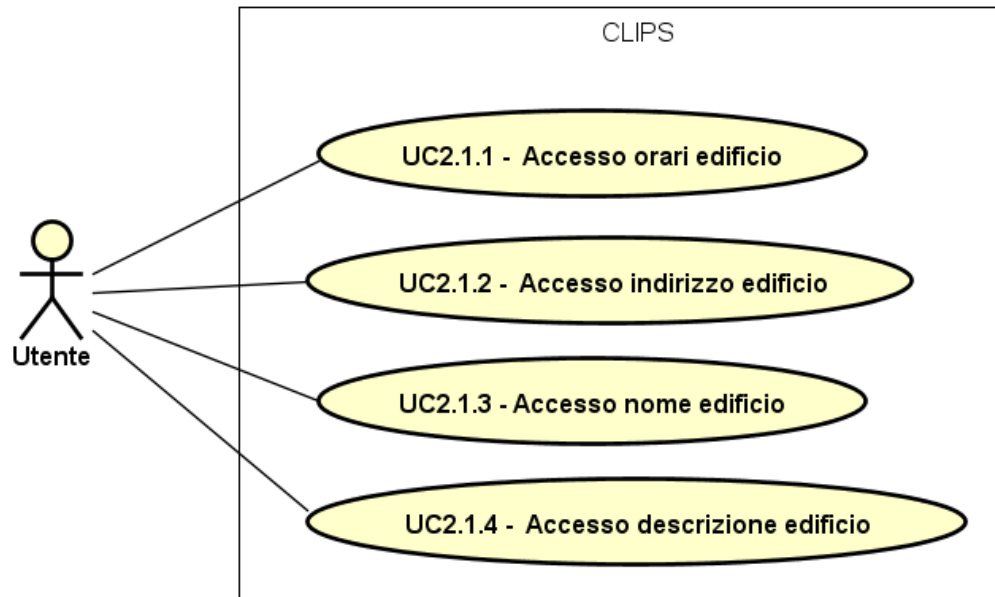 CLIPS
UC2.1.1 - Accesso orari edificio
UC2.1.2 - Accesso indirizzo edificio
Utente
UC2.1.3 - Accesso nome edificio
UC2.1.4 - Accesso descrizione edificio